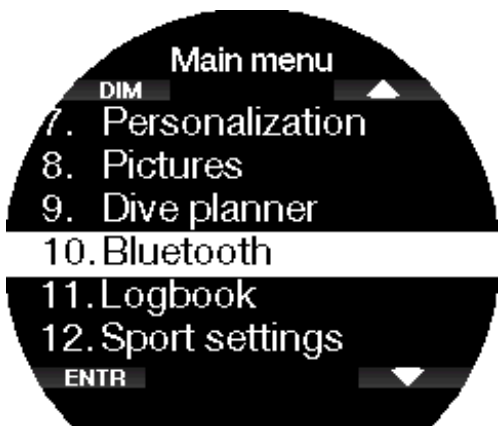 Main menu
DIM
7. Personalization
8. Pictures
9. Dive planner
10. Bluetooth
11. Logbook
12. Sport settings
ENTR